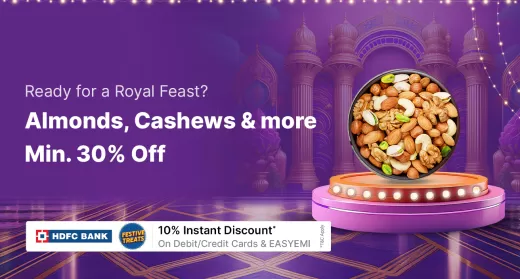 Ready for a Royal Feast?
Almonds, Cashews & more
Min. 30% Off
HDFC BANK
FESTIVE
TREATS
10% Instant Discount*
On Debit/Credit Cards & EASYEMI
*T&C Apply